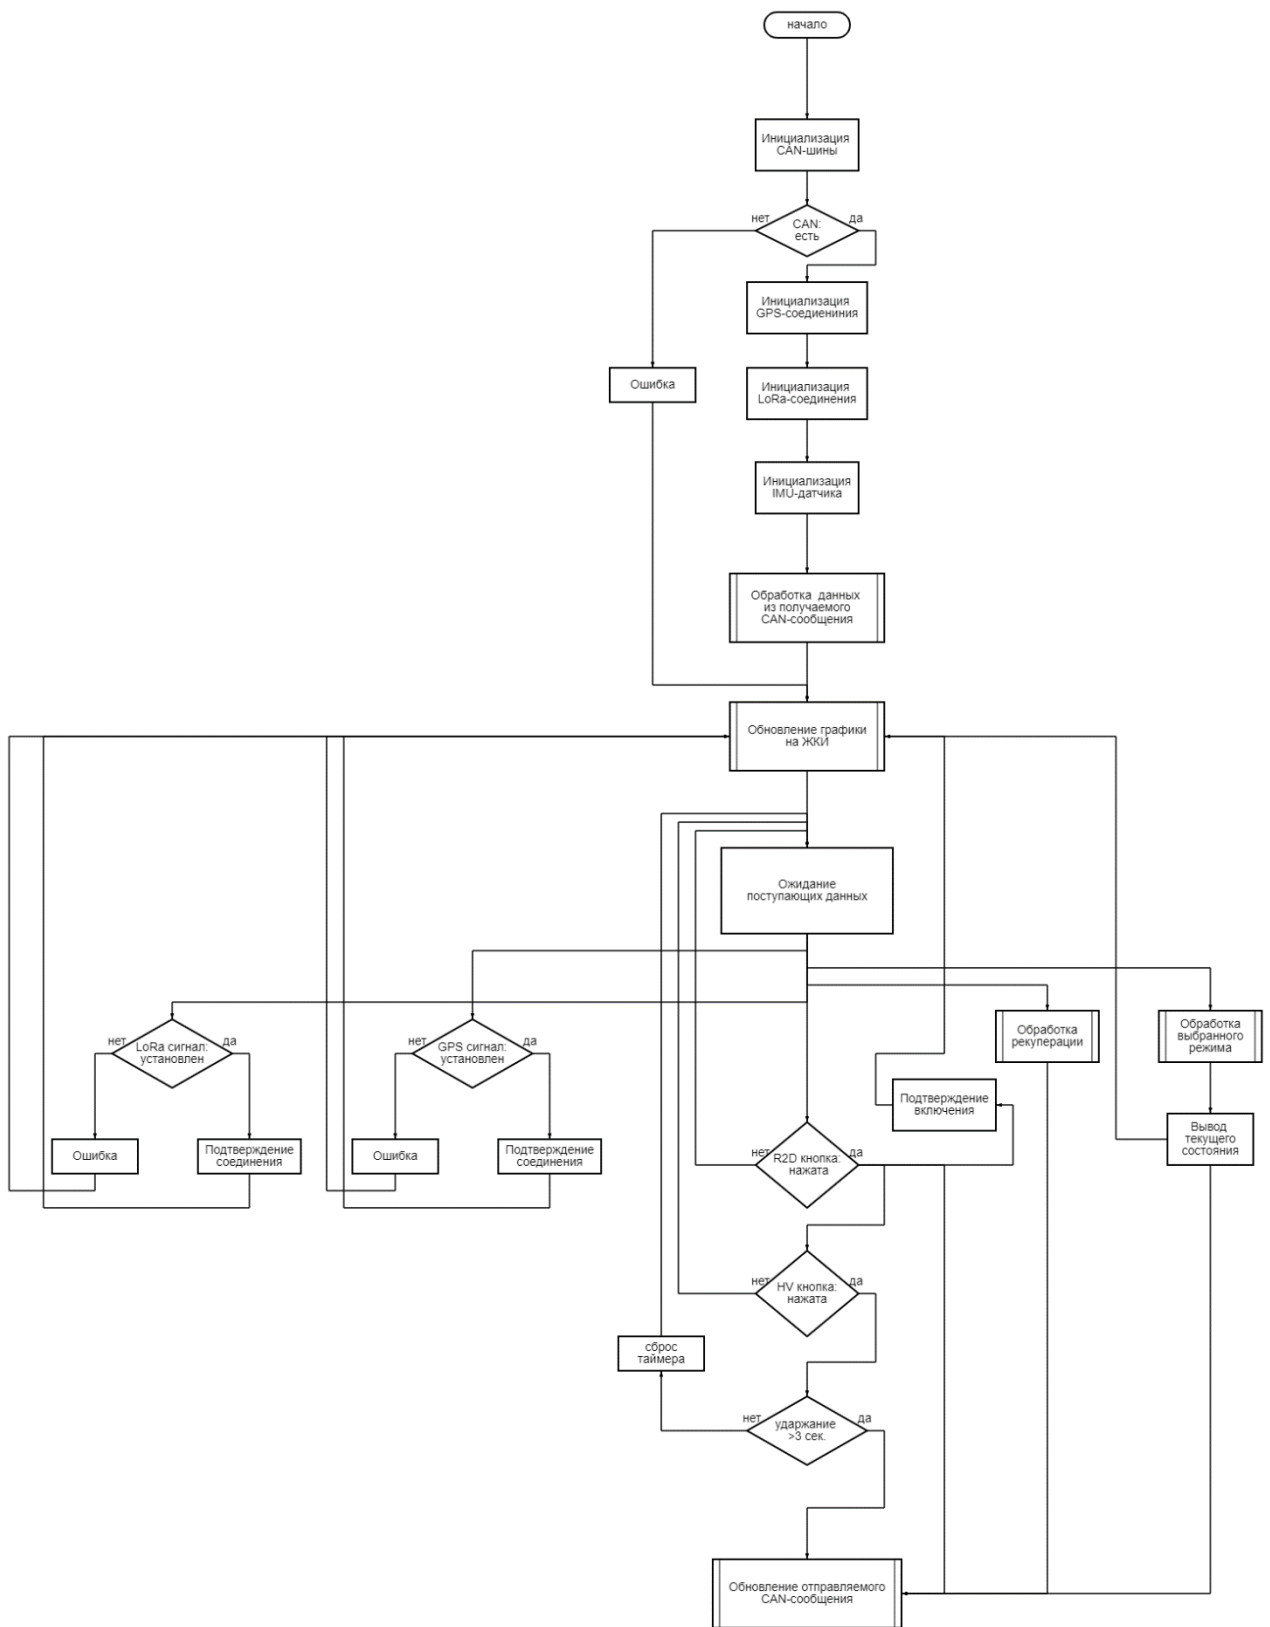 начало
Инициализация
CAN-шины
нет
да
CAN:
есть
Инициализация
GPS-соедиениния
Ошибка
Инициализация
LoRa-соединения
Инициализация
IMU-датчика
Обработка данных
из получаемого
CAN-сообщения
Обновление графики
на ЖКИ
Ожидание
поступающих данных
нет
да
LoRa сигнал:
установлен
нет
да
GPS сигнал:
установлен
Обработка
рекуперации
Обработка
выбранного
режима
Подтверждение
включения
Вывод
текущего
состояния
Ошибка
Подтверждение
соединения
Ошибка
Подтверждение
соединения
нет
да
R2D кнопка:
нажата
нет
да
HV кнопка:
нажата
сброс
таймера
нет
да
ударжание
>3 сек.
Обновление отправляемого
CAN-сообщения